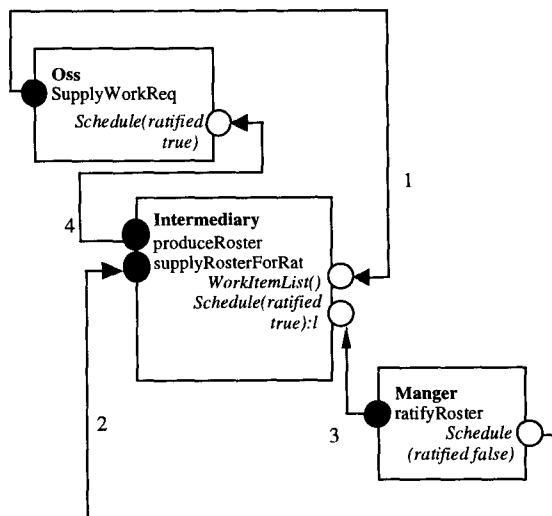 Oss
SupplyWorkReq
Schedule(ratified
true)
1
4
Intermediary
produceRoster
supplyRosterForRat
WorkItemList()
Schedule(ratified
true):l
2
3
Manger
ratifyRoster
Schedule
(ratified false)